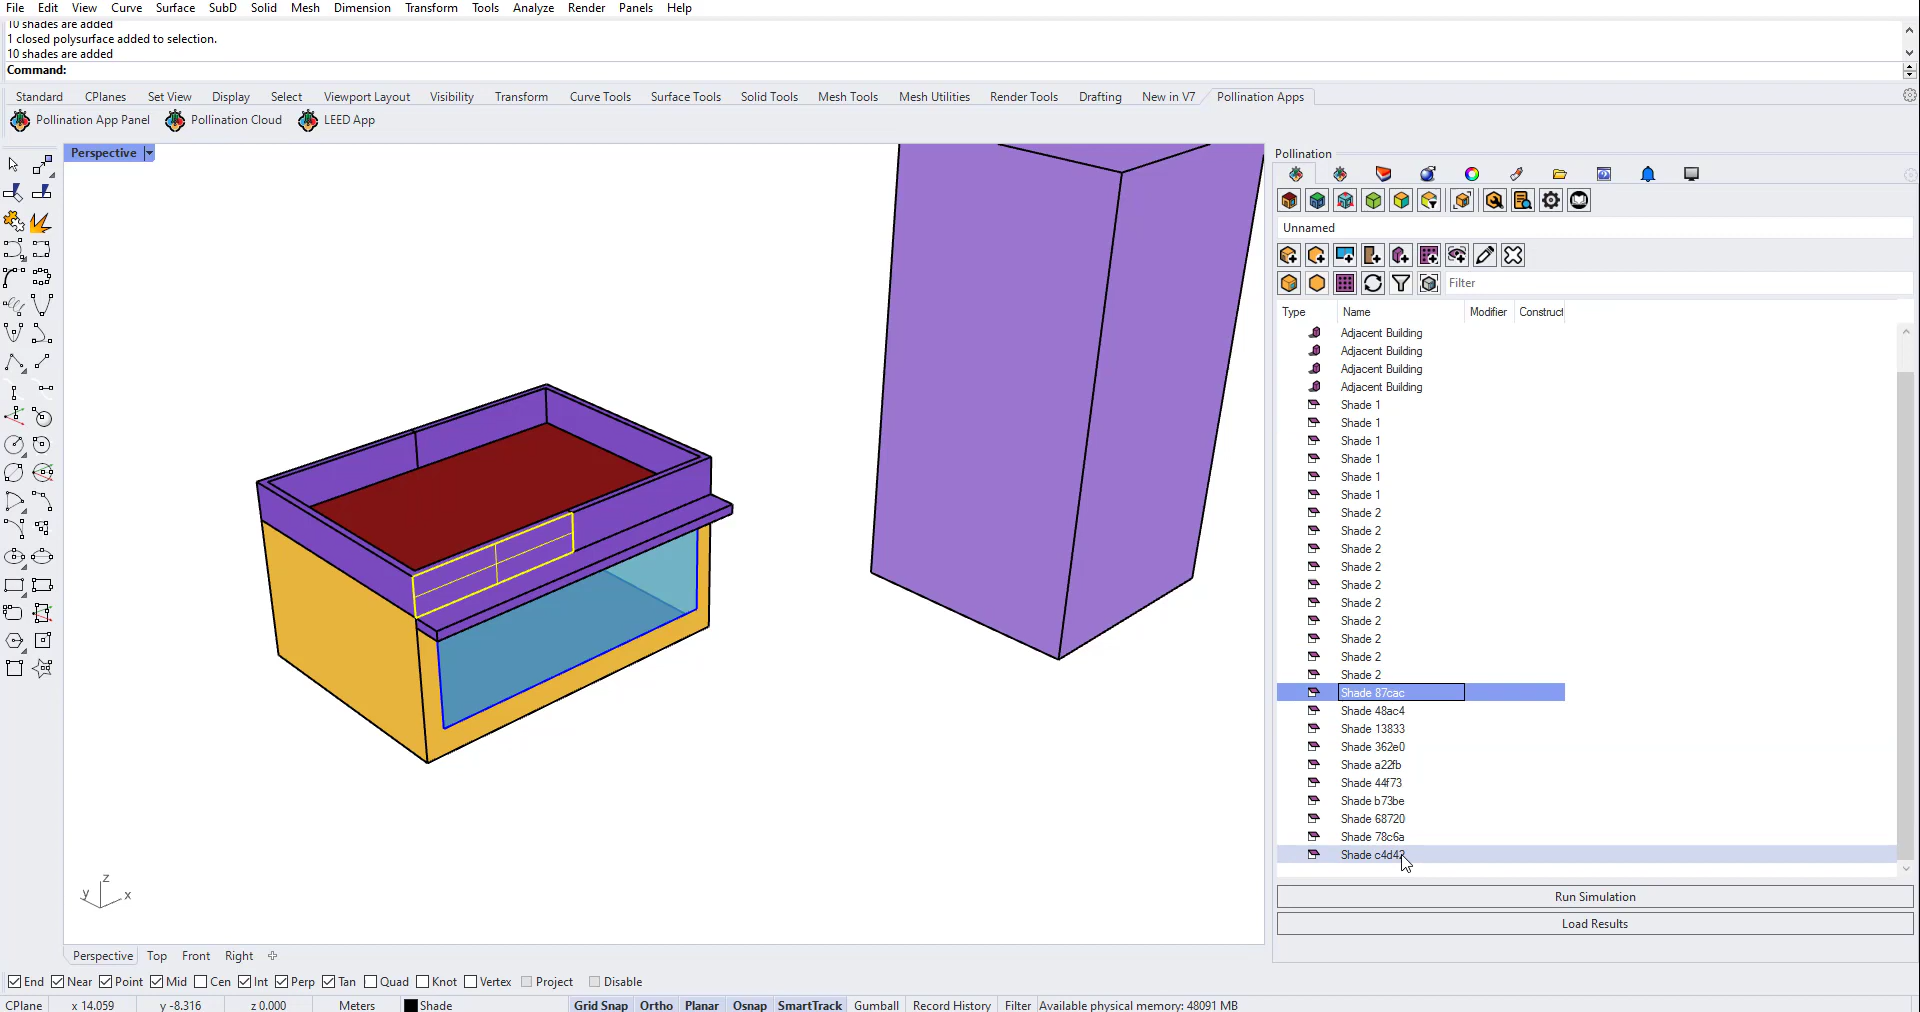 File Edit View Curve Surface SubD Solid Mesh Dimension Transform Tools Analyze Render Panels Help
10 shades are added
1 closed polysurface added to selection.
10 shades are added
Command:
Standard CPlanes Set View Display Select Viewport Layout Visibility Transform Curve Tools Surface Tools Solid Tools Mesh Tools Mesh Utilities Render Tools Drafting New in V7 Pollination Apps
Pollination App Panel Pollination Cloud LEED App
Perspective
Pollination
Unnamed
Filter
Type Name Modifier Construct
Adjacent Building
Adjacent Building
Adjacent Building
Adjacent Building
Shade 1
Shade 1
Shade 1
Shade 1
Shade 1
Shade 1
Shade 2
Shade 2
Shade 2
Shade 2
Shade 2
Shade 2
Shade 2
Shade 2
Shade 2
Shade 2
Shade 87cac
Shade 48ac4
Shade 13833
Shade 362e0
Shade a22fb
Shade 44f73
Shade b73be
Shade 68720
Shade 78c6a
Shade
z
y
x
Run Simulation
Load Results
Perspective Top Front Right
End Near Point Mid Cen Int Perp Tan Quad Knot Vertex Project Disable
CPlane x 14.059 y -8.316 z 0.000 Meters Shade Grid Snap Ortho Planar Osnap SmartTrack Gumball Record History Filter Available physical memory: 48091 MB